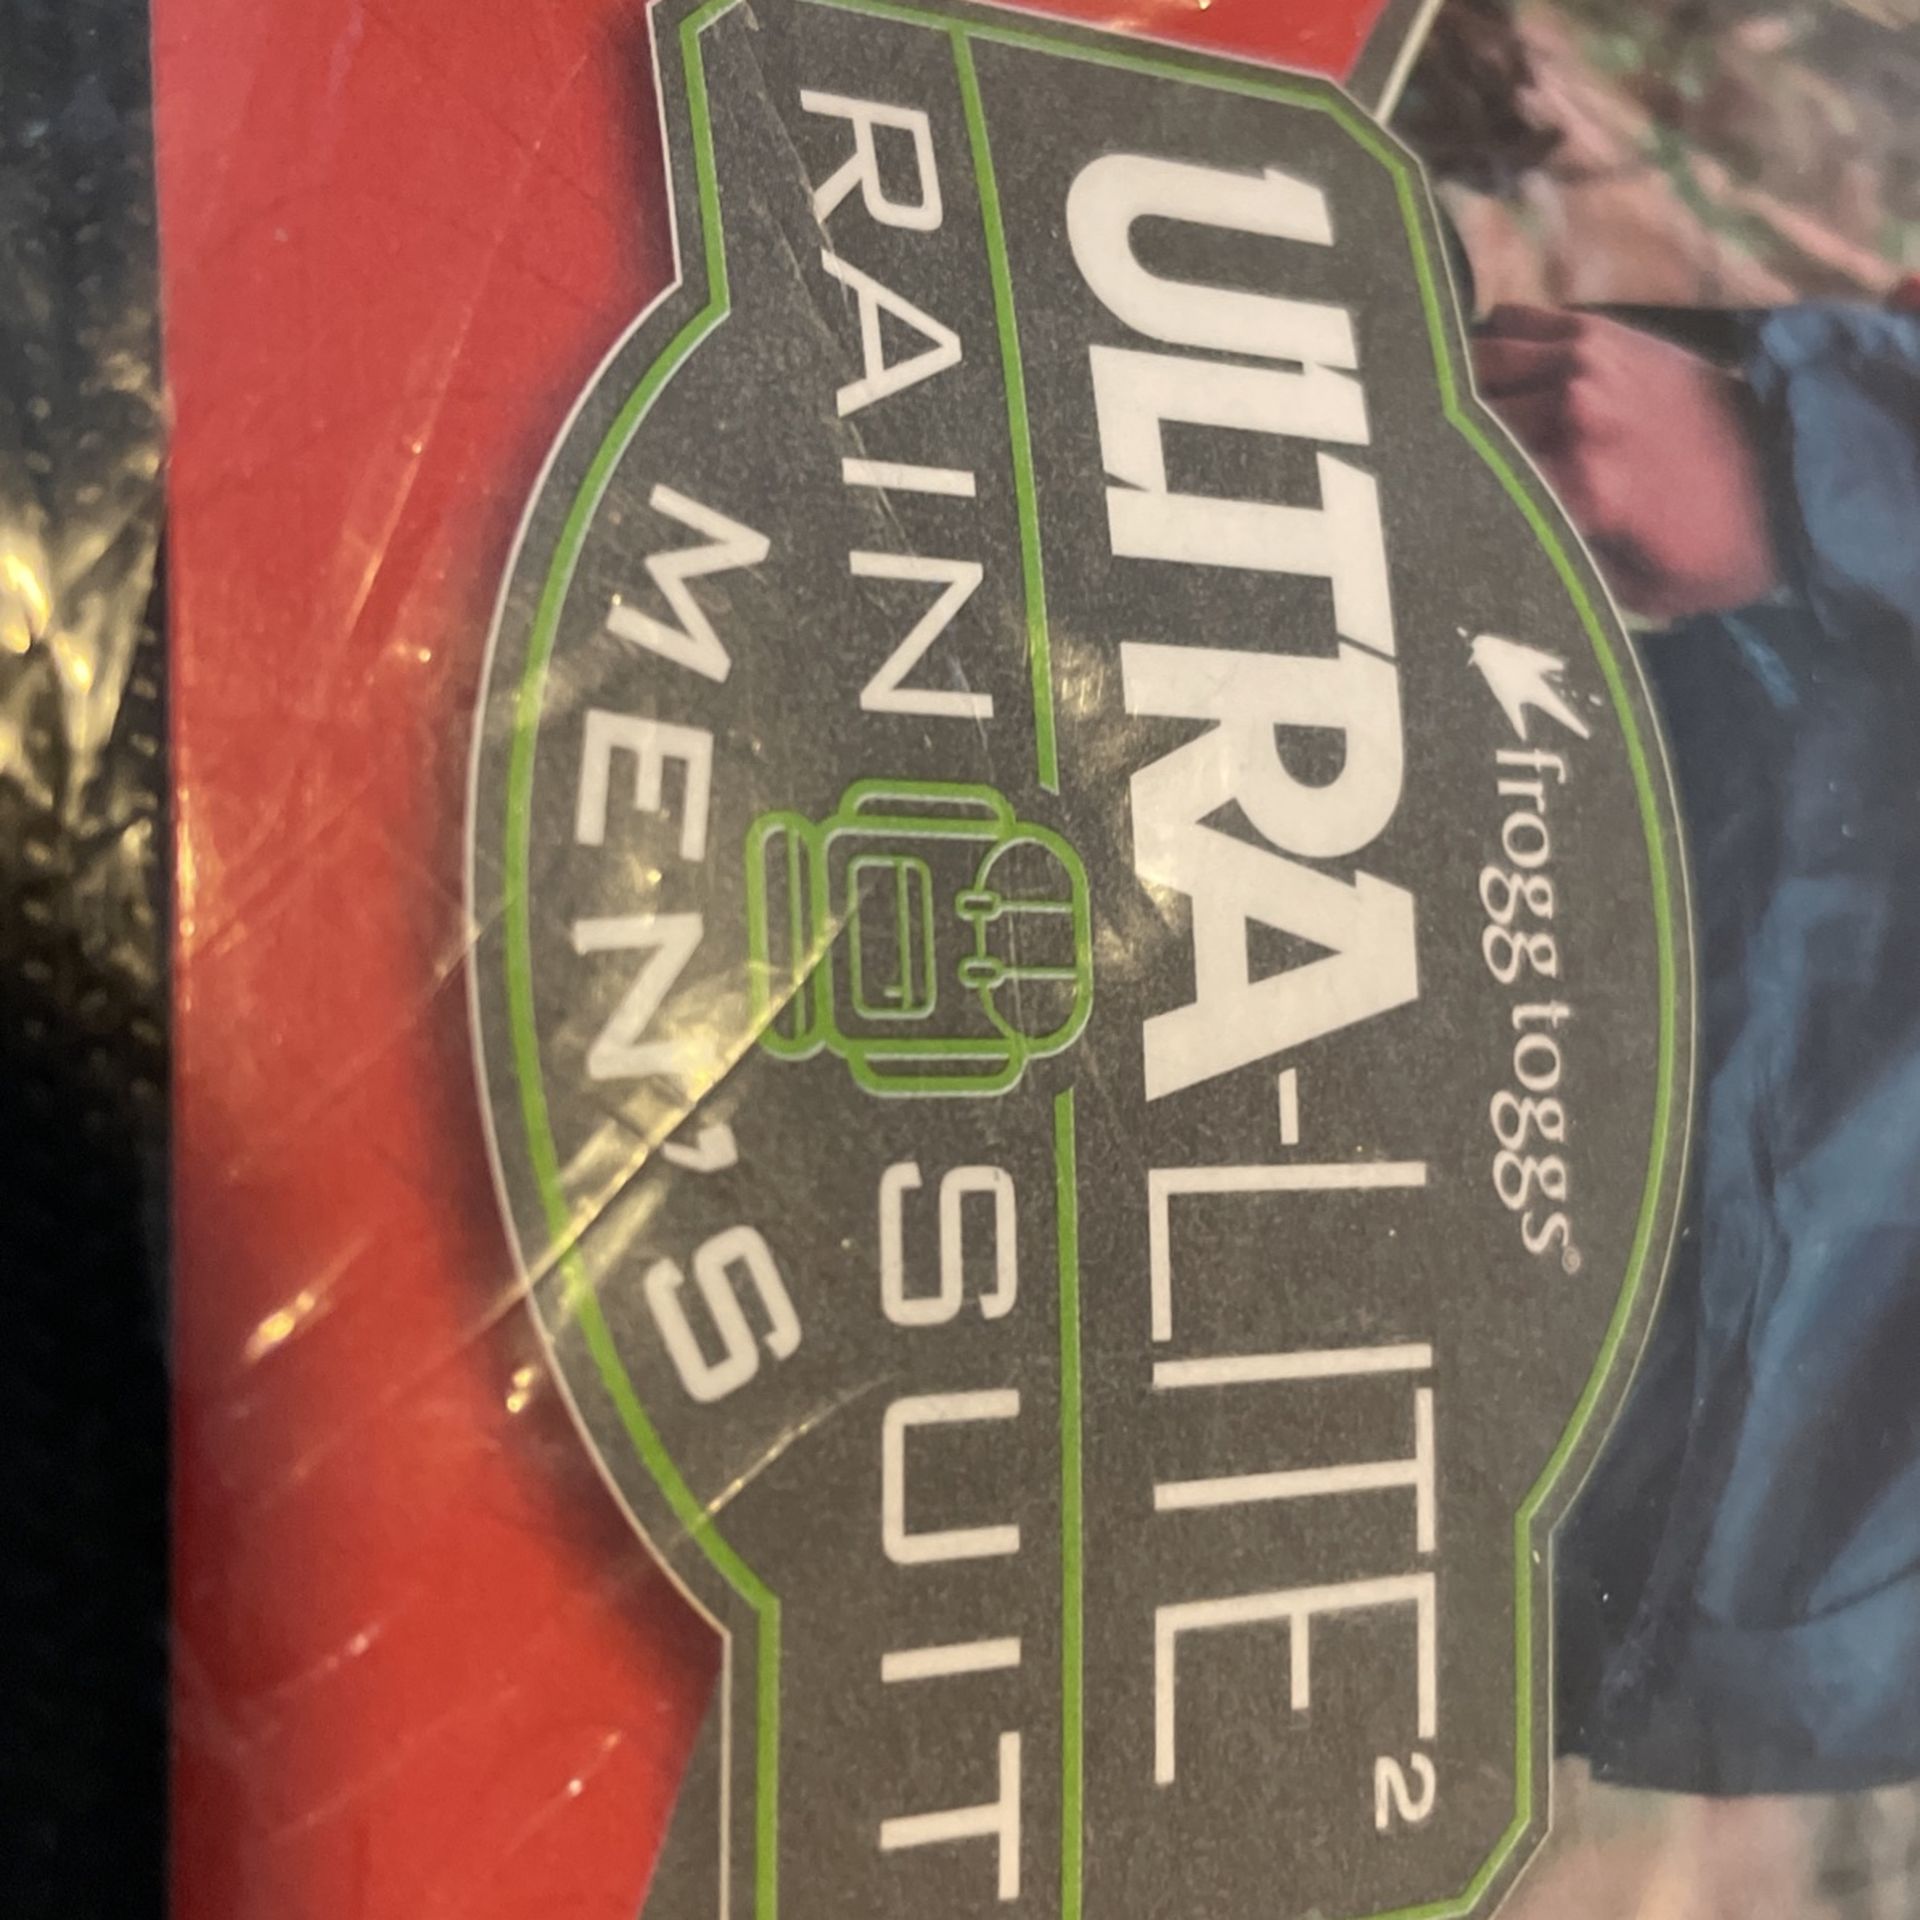 frogg toggs®
ULTRA-LITE²
RAIN SUIT
MEN'S